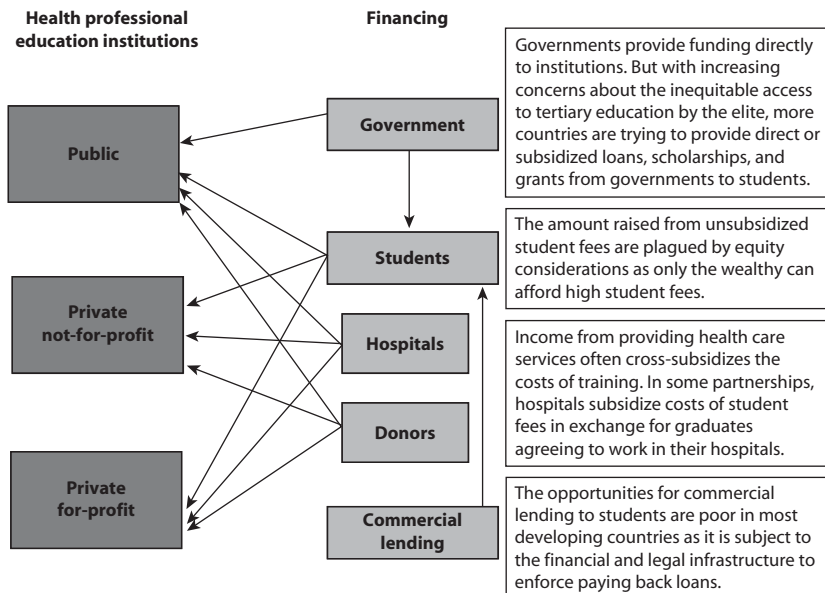 Health professional
education institutions
Financing
Public
Private
not-for-profit
Private
for-profit
Government
Students
Hospitals
Donors
Commercial
lending
Governments provide funding directly
to institutions. But with increasing
concerns about the inequitable access
to tertiary education by the elite, more
countries are trying to provide direct or
subsidized loans, scholarships, and
grants from governments to students.
The amount raised from unsubsidized
student fees are plagued by equity
considerations as only the wealthy can
afford high student fees.
Income from providing health care
services often cross-subsidizes the
costs of training. In some partnerships,
hospitals subsidize costs of student
fees in exchange for graduates
agreeing to work in their hospitals.
The opportunities for commercial
lending to students are poor in most
developing countries as it is subject to
the financial and legal infrastructure to
enforce paying back loans.